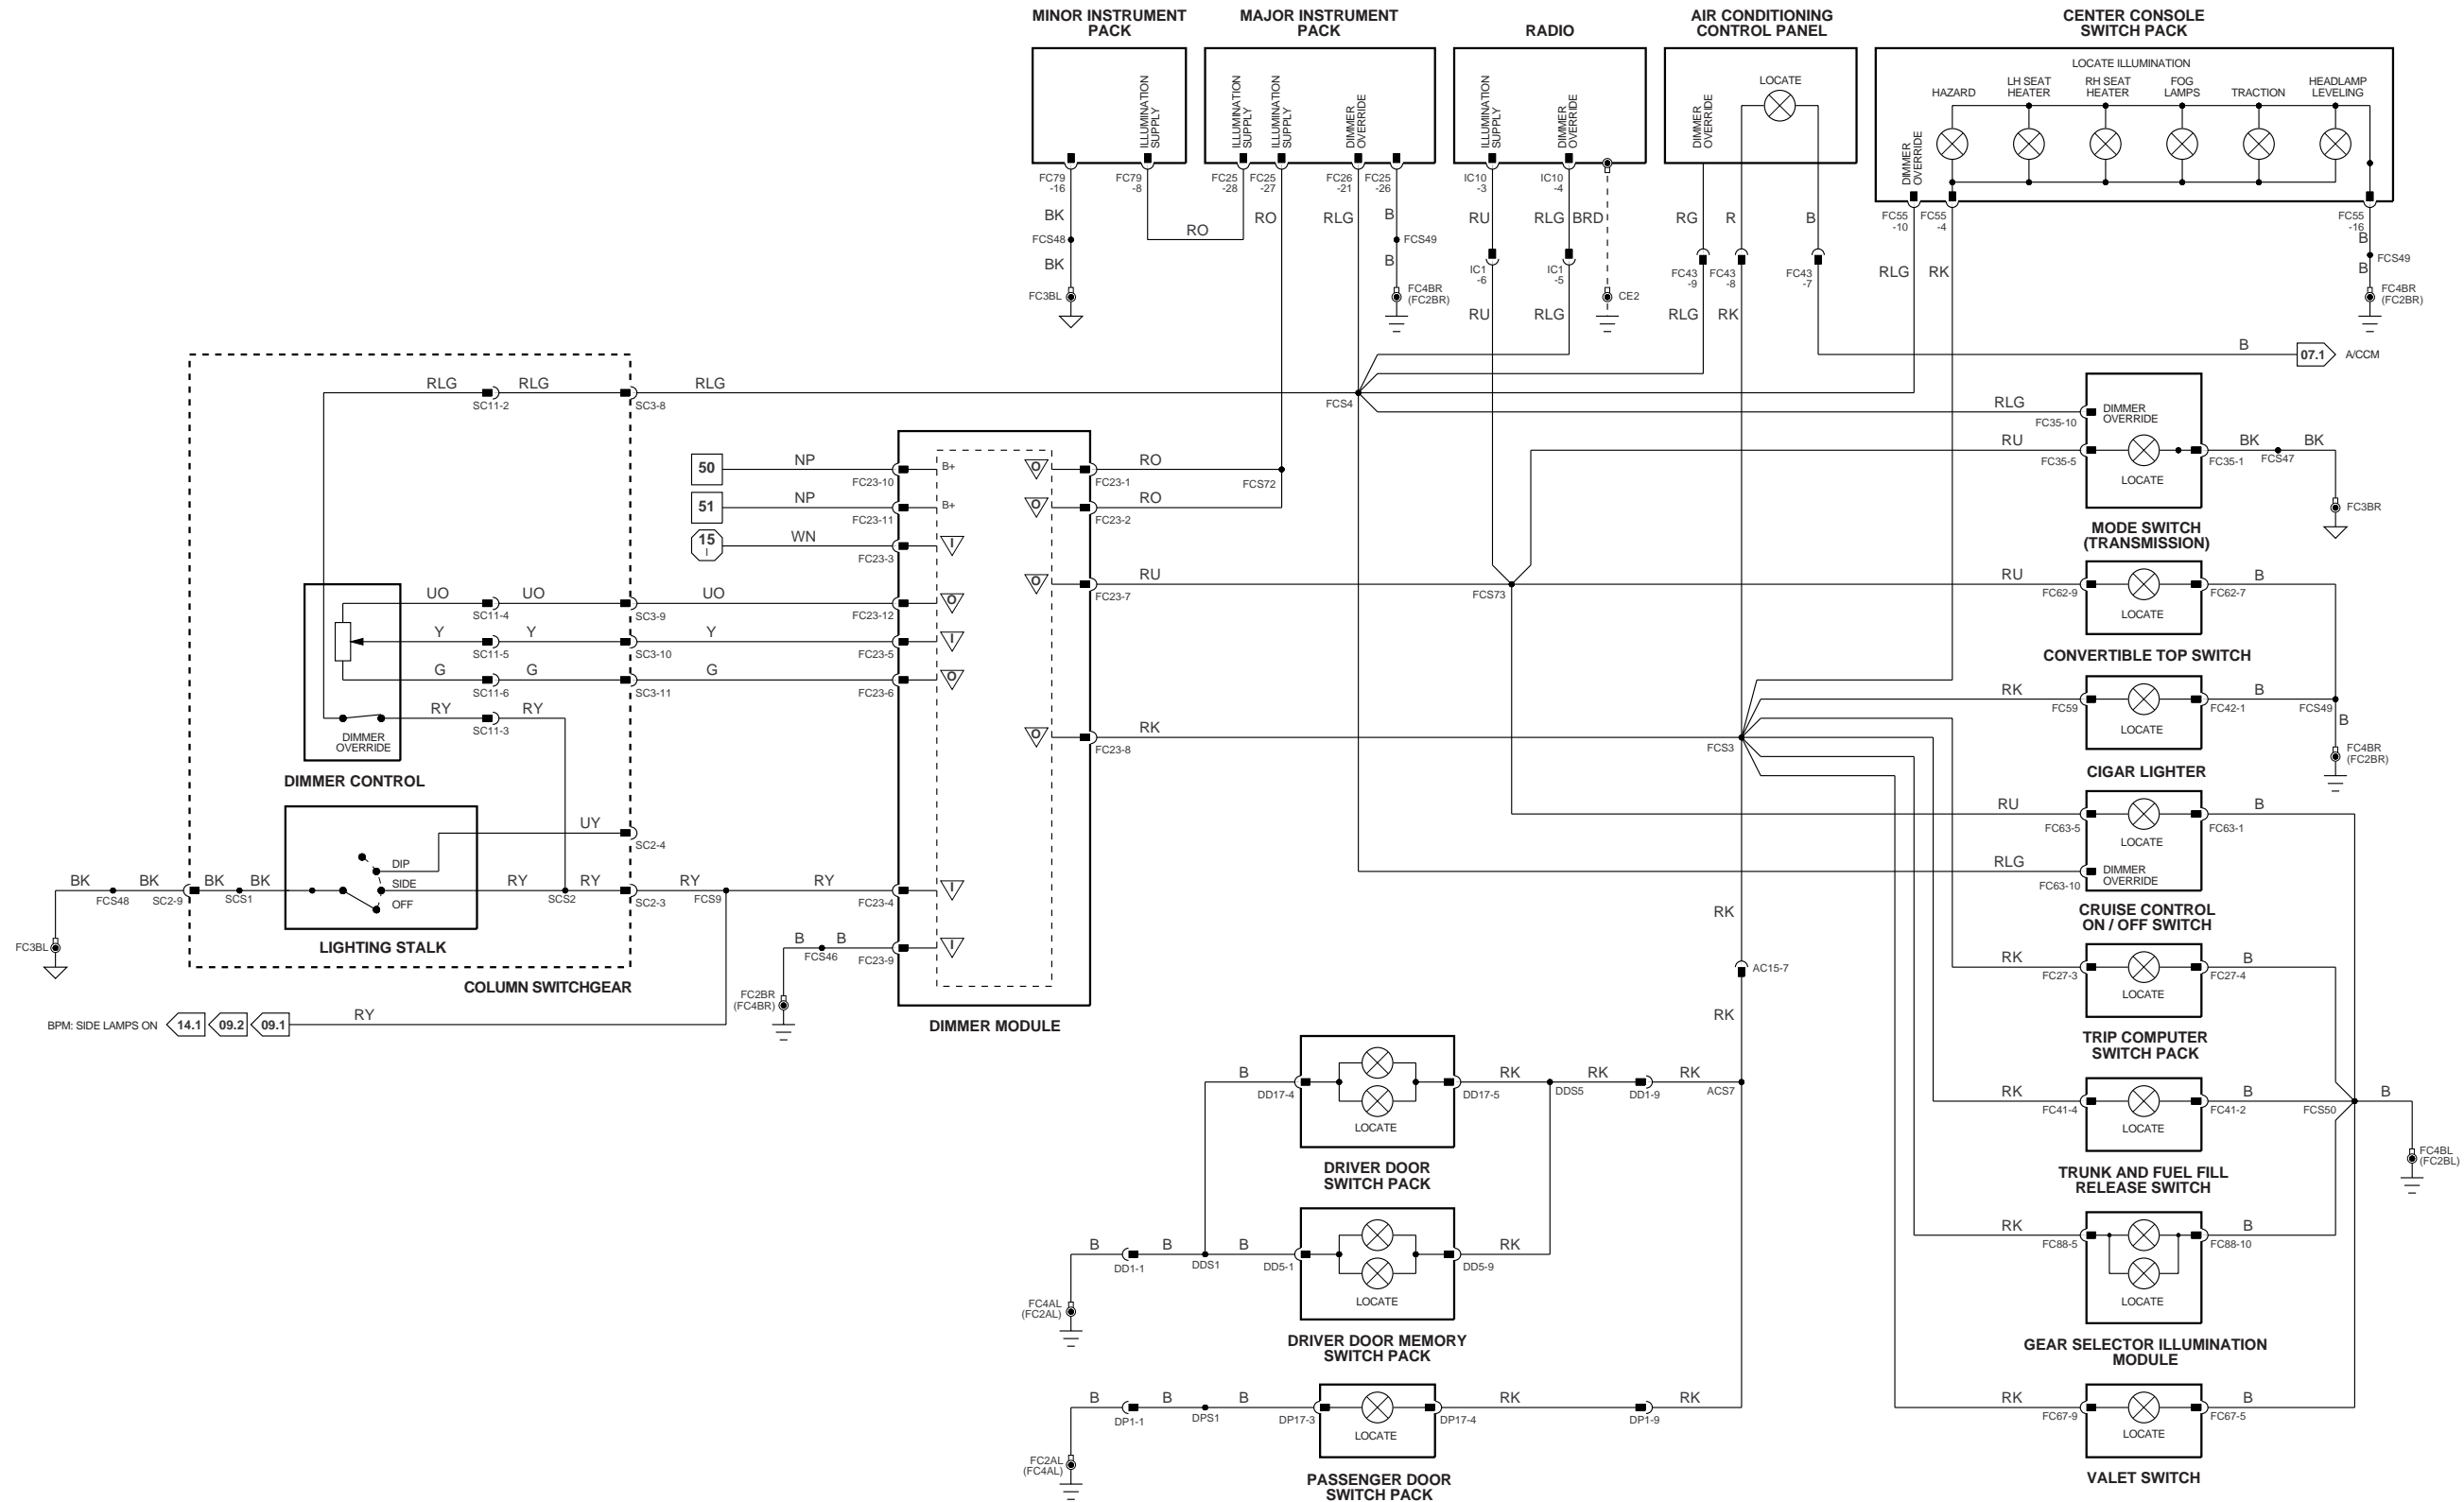 MINOR INSTRUMENT
PACK
MAJOR INSTRUMENT
PACK
RADIO
AIR CONDITIONING
CONTROL PANEL
CENTER CONSOLE
SWITCH PACK
ILLUMINATION
SUPPLY
ILLUMINATION
SUPPLY
ILLUMINATION
SUPPLY
DIMMER
OVERRIDE
ILLUMINATION
SUPPLY
DIMMER
OVERRIDE
DIMMER
OVERRIDE
LOCATE
LOCATE ILLUMINATION
HAZARD
LH SEAT
HEATER
RH SEAT
HEATER
FOG
LAMPS
TRACTION
HEADLAMP
LEVELING
DIMMER
OVERRIDE
FC79
-16
FC79
-8
FC25
-28
FC25
-27
FC26
-21
FC25
-26
IC10
-3
IC10
-4
FC55
-10
FC55
-4
FC55
-16
BK
RO
RO
RLG
B
RU
RLG
BRD
RG
R
B
B
FCS48
FCS49
FCS49
BK
B
IC1
-6
IC1
-5
FC43
-9
FC43
-8
FC43
-7
RLG
RK
B
FC3BL
FC4BR
(FC2BR)
CE2
FC4BR
(FC2BR)
RU
RLG
RLG
RK
B
07.1
A/CCM
RLG
SC11-2
RLG
SC3-8
RLG
FCS4
RLG
FC35-10
DIMMER
OVERRIDE
RU
FC35-5
LOCATE
FC35-1
BK
FCS47
BK
FC3BR
MODE SWITCH
(TRANSMISSION)
50
NP
FC23-10
B+
O
FC23-1
RO
FCS72
51
NP
FC23-11
B+
O
FC23-2
RO
15
I
WN
FC23-3
I
O
FC23-7
RU
FCS73
RU
FC62-9
LOCATE
FC62-7
B
CONVERTIBLE TOP SWITCH
UO
SC11-4
UO
SC3-9
UO
FC23-12
O
Y
SC11-5
Y
SC3-10
Y
FC23-5
I
G
SC11-6
G
SC3-11
G
FC23-6
O
RY
SC11-3
RY
DIMMER
OVERRIDE
DIMMER CONTROL
O
FC23-8
RK
FCS3
RK
FC59
LOCATE
FC42-1
B
FCS49
B
FC4BR
(FC2BR)
CIGAR LIGHTER
RU
FC63-5
LOCATE
FC63-1
B
RLG
FC63-10
DIMMER
OVERRIDE
CRUISE CONTROL
ON / OFF SWITCH
UY
SC2-4
DIP
SIDE
OFF
BK
FCS48
BK
SC2-9
BK
SCS1
BK
RY
SCS2
RY
SC2-3
RY
FCS9
RY
FC23-4
I
FC3BL
LIGHTING STALK
COLUMN SWITCHGEAR
B
FCS46
B
FC23-9
I
FC2BR
(FC4BR)
DIMMER MODULE
BPM: SIDE LAMPS ON
14.1
09.2
09.1
RY
RK
AC15-7
RK
RK
FC27-3
LOCATE
FC27-4
B
TRIP COMPUTER
SWITCH PACK
B
DD17-4
LOCATE
DD17-5
RK
DDS5
RK
DD1-9
RK
ACS7
DRIVER DOOR
SWITCH PACK
RK
FC41-4
LOCATE
FC41-2
B
FCS50
B
FC4BL
(FC2BL)
TRUNK AND FUEL FILL
RELEASE SWITCH
B
DD1-1
B
DDS1
B
DD5-1
LOCATE
DD5-9
RK
FC4AL
(FC2AL)
DRIVER DOOR MEMORY
SWITCH PACK
RK
FC88-5
LOCATE
FC88-10
B
GEAR SELECTOR ILLUMINATION
MODULE
B
DP1-1
B
DPS1
B
DP17-3
LOCATE
DP17-4
RK
DP1-9
RK
FC2AL
(FC4AL)
PASSENGER DOOR
SWITCH PACK
RK
FC67-9
LOCATE
FC67-5
B
VALET SWITCH